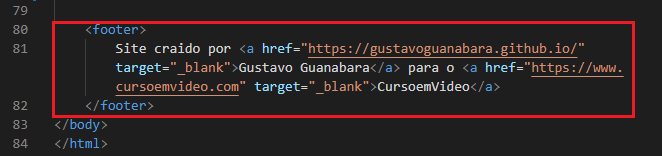 79
80 <footer>
81 Site craido por <a href="https://gustavoguanabara.github.io/"
target="_blank">Gustavo Guanabara</a> para o <a href="https://www.
cursoemvideo.com" target="_blank">CursoemVideo</a>
82 </footer>
83 </body>
84 </html>